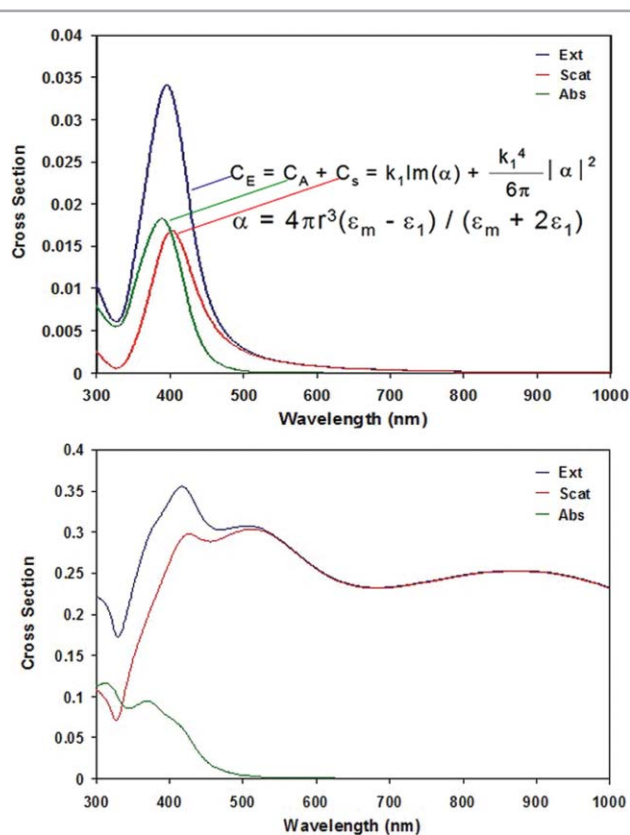 0.04
0.035
0.03
0.025
0.02
0.015
0.01
0.005
0
Cross Section
Ext
Scat
Abs
C_E = C_A + C_s = k_1Im(α) + k_1^4/6π |α|^2
α = 4πr^3(ε_m - ε_1) / (ε_m + 2ε_1)
300 400 500 600 700 800 900 1000
Wavelength (nm)
0.4
0.35
0.3
0.25
0.2
0.15
0.1
0.05
0
Cross Section
Ext
Scat
Abs
300 400 500 600 700 800 900 1000
Wavelength (nm)